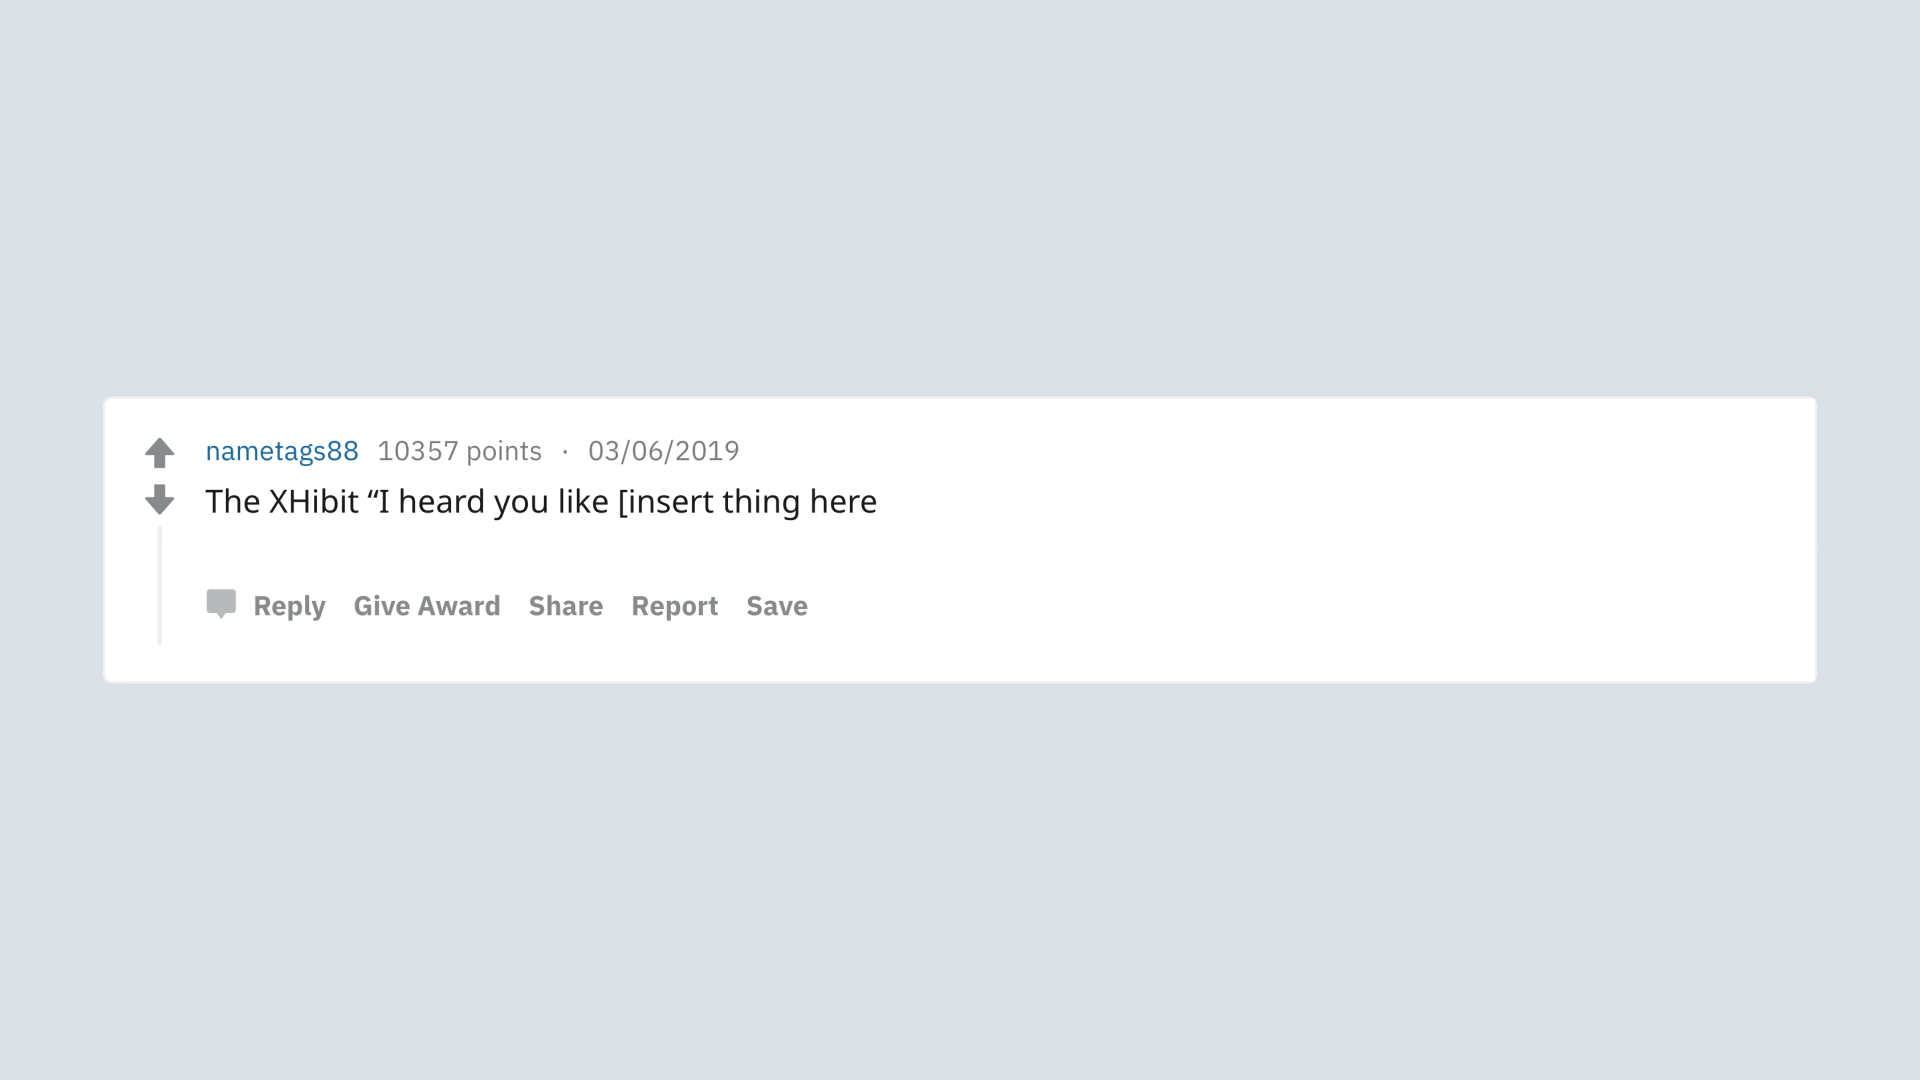 nametags88 10357 points · 03/06/2019
The XHibit “I heard you like [insert thing here
Reply Give Award Share Report Save